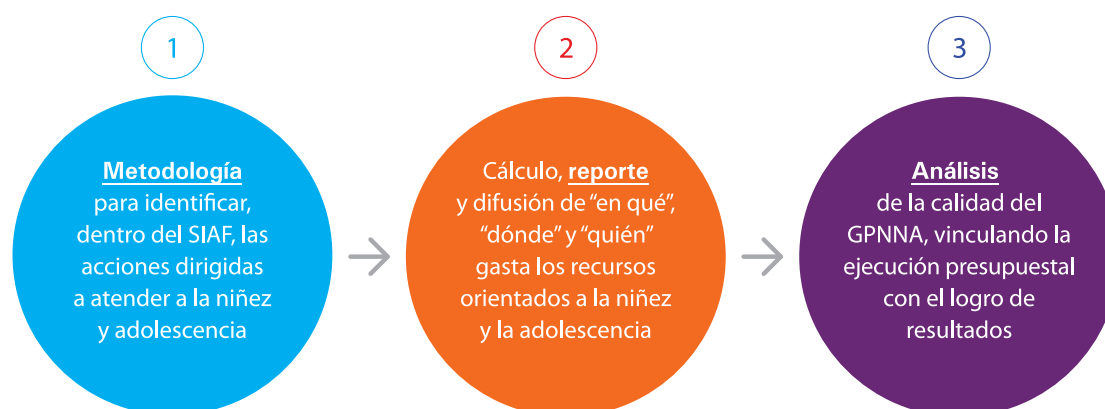 1
Metodología
para identificar,
dentro del SIAF, las
acciones dirigidas
a atender a la niñez
y adolescencia
2
Cálculo, reporte
y difusión de “en qué”,
“dónde” y “quién”
gasta los recursos
orientados a la niñez
y la adolescencia
3
Análisis
de la calidad del
GPNNA, vinculando la
ejecución presupuestal
con el logro de
resultados